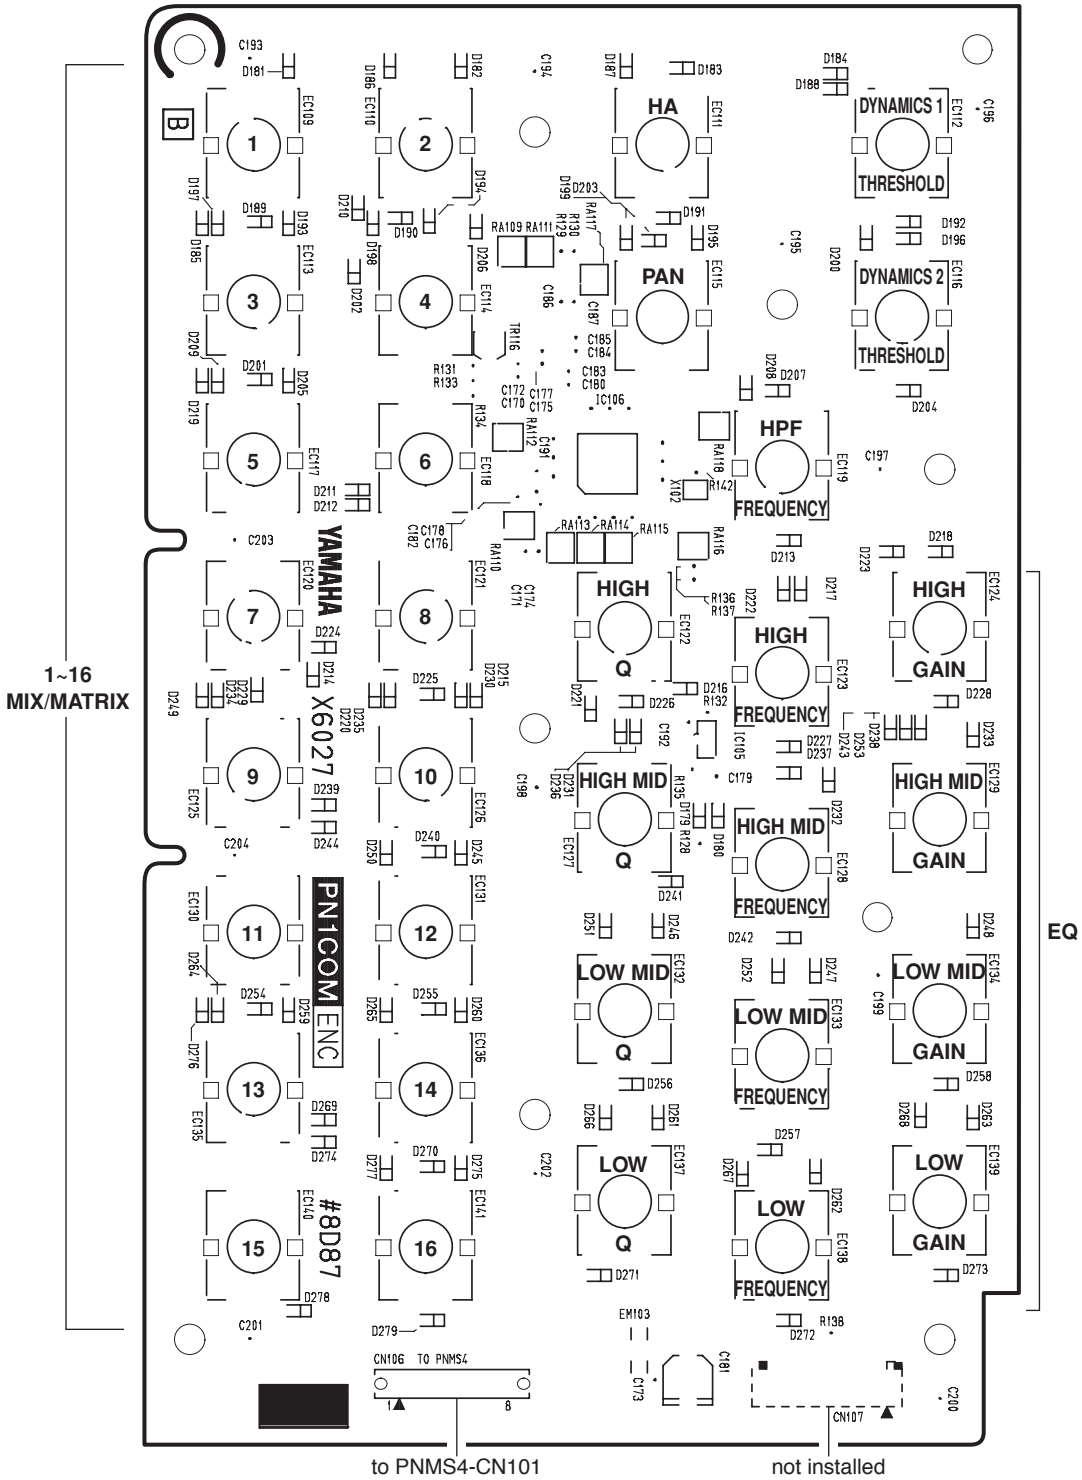 C193
D181
D186
D182
C194
D187
D183
D184
D188
C196
B
EC109
1
EC110
2
HA
EC111
DYNAMICS 1
EC112
THRESHOLD
D197
D189
D193
D185
D210
D190
D194
D198
D206
RA109
RA111
R129
R130
D199
D203
RA117
D191
D195
C195
D192
D196
D200
EC113
3
D202
4
EC114
C186
C187
PAN
EC115
DYNAMICS 2
EC116
THRESHOLD
TR116
C185
C184
C183
C180
R131
R133
C172
C170
C177
C175
IC106
D209
D201
D205
D219
D208
D207
D204
R134
RA112
C191
5
EC117
6
EC118
RA118
R142
X102
HPF
EC119
FREQUENCY
C197
D211
D212
C182
C178
C176
RA110
RA113
RA114
RA115
RA116
D213
D223
D218
C203
YAMAHA
EC120
7
EC121
8
C171
C174
HIGH
EC122
Q
R136
R137
D222
D217
HIGH
EC123
FREQUENCY
HIGH
EC124
GAIN
D224
D214
D249
D234
D229
X6027
D225
D230
D215
D220
D235
D221
D226
D216
R132
IC105
C192
D236
D231
D227
D237
D243
D253
D238
D228
D233
1~16
MIX/MATRIX
9
EC125
10
EC126
C198
HIGH MID
EC127
Q
R135
C179
D179
R128
D180
D232
HIGH MID
EC128
FREQUENCY
HIGH MID
EC129
GAIN
D239
D244
C204
D250
D240
D245
D241
EC130
11
PN1COM
ENC
EC131
12
D251
D246
D242
D252
D247
D248
EQ
LOW MID
EC132
Q
LOW MID
EC133
FREQUENCY
LOW MID
EC134
GAIN
C199
D264
D254
D259
D276
D265
D255
D260
13
EC135
EC136
14
D256
D258
D269
D274
D266
D261
D268
D263
D257
D267
D262
D277
D270
D275
C202
LOW
EC137
Q
LOW
EC138
FREQUENCY
LOW
EC139
GAIN
EC140
15
#8D87
EC141
16
D271
D273
D278
D279
C201
EM103
D272
R138
CN106 TO PNMS4
1
8
C173
C181
CN107
C200
to PNMS4-CN101
not installed